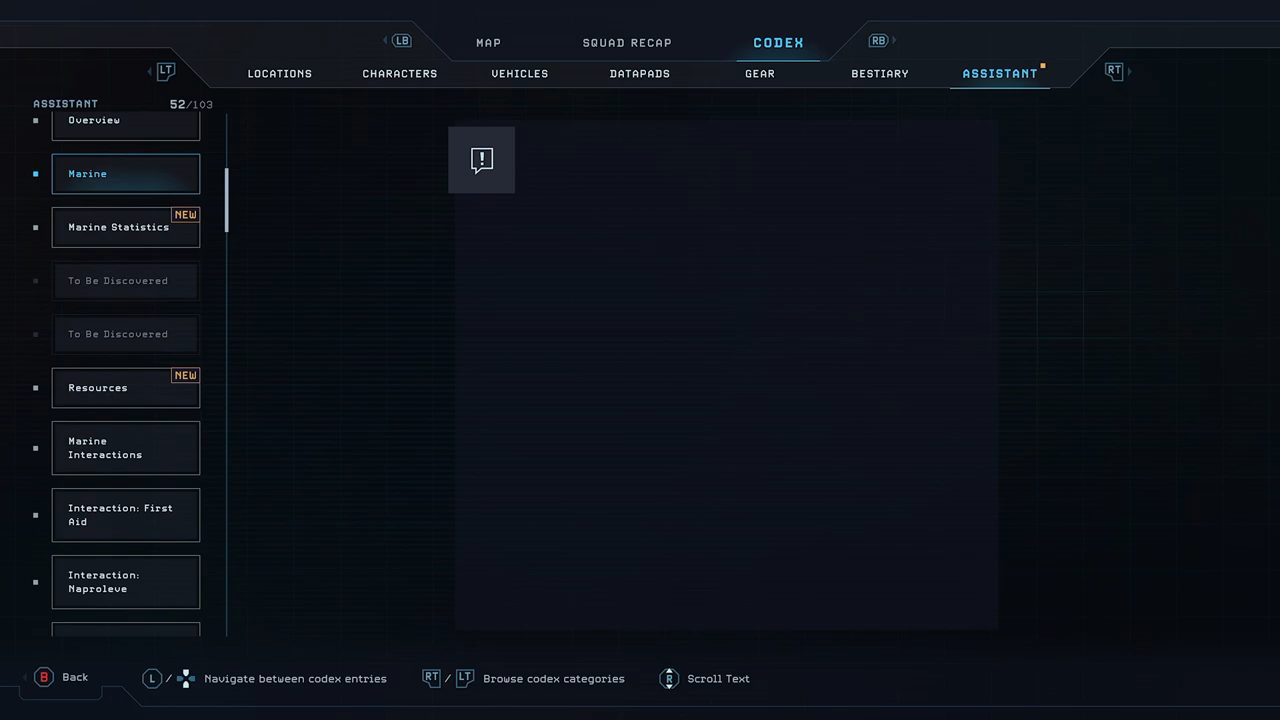 LB
MAP
SQUAD RECAP
CODEX
RB
LT
LOCATIONS
CHARACTERS
VEHICLES
DATAPADS
GEAR
BESTIARY
ASSISTANT
RT
ASSISTANT 52/103
Overview
Marine
NEW
Marine Statistics
To Be Discovered
To Be Discovered
NEW
Resources
Marine
Interactions
Interaction: First
Aid
Interaction:
Naproleve
!
B Back
L / Navigate between codex entries
RT / LT Browse codex categories
R Scroll Text